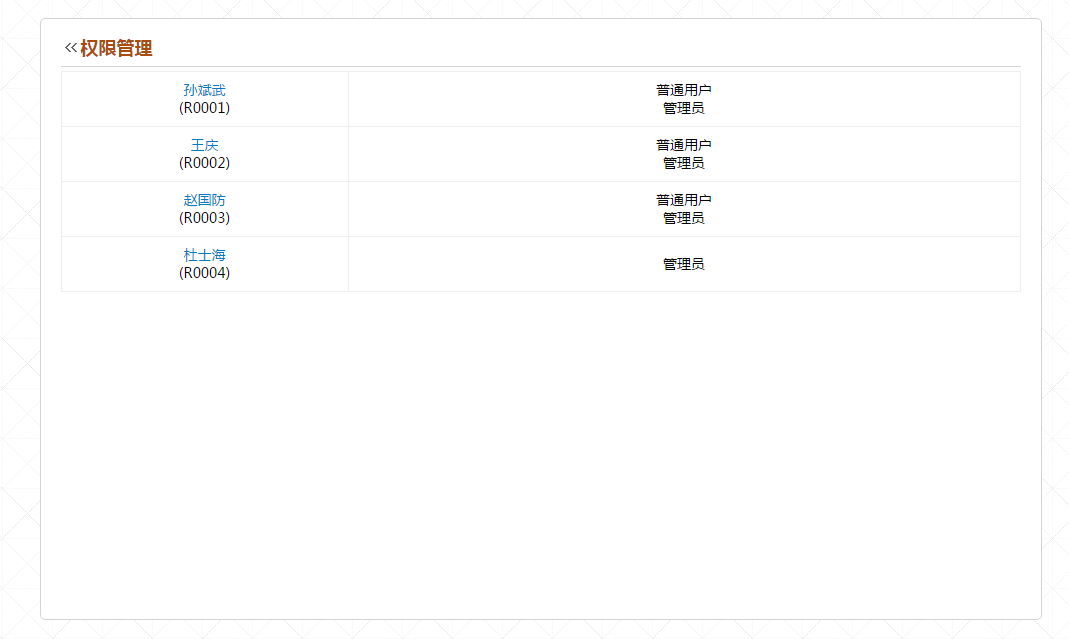 «权限管理
孙斌武
(R0001)
普通用户
管理员
王庆
(R0002)
普通用户
管理员
赵国防
(R0003)
普通用户
管理员
杜士海
(R0004)
管理员